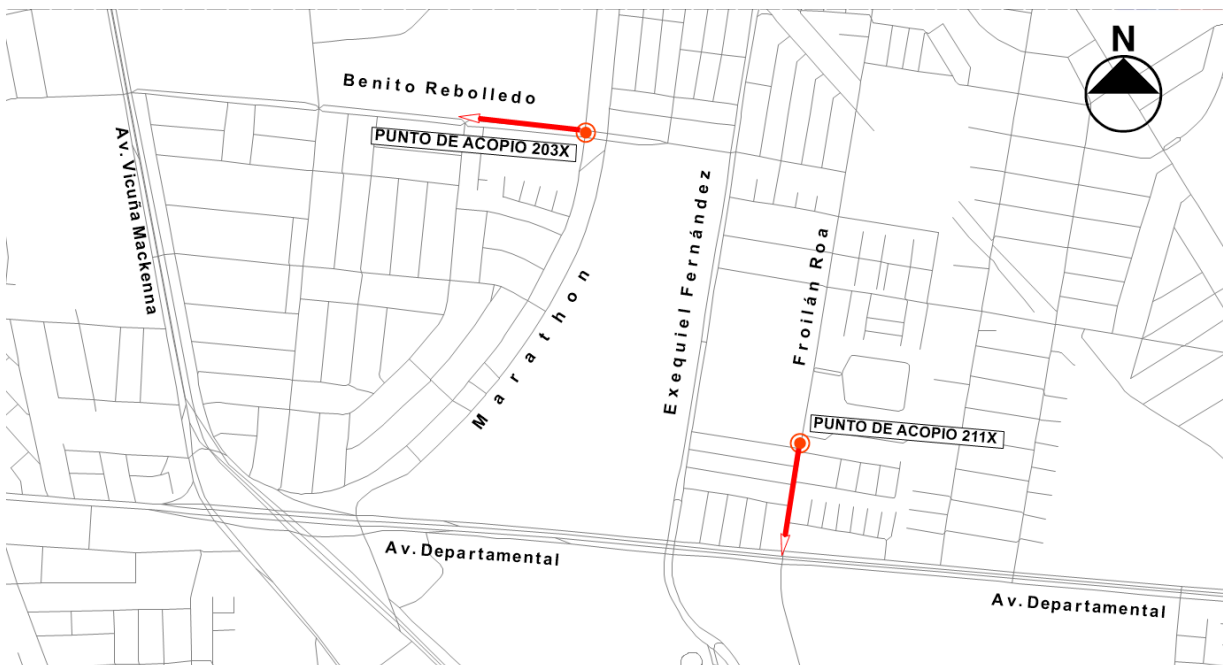 N
Benito Rebolledo
PUNTO DE ACOPIO 203X
Av. Vicuña Mackenna
Marathon
Exequiel Fernández
Froilán Roa
PUNTO DE ACOPIO 211X
Av. Departamental
Av. Departamental